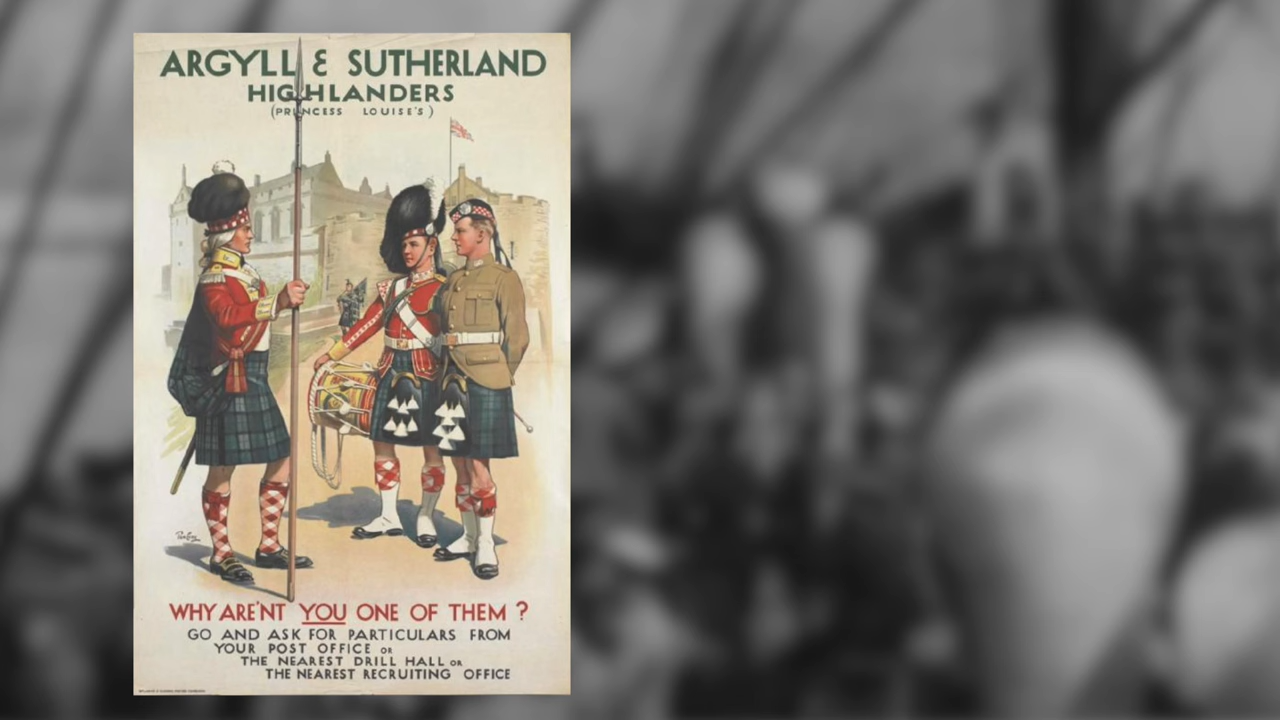 ARGYLL & SUTHERLAND
HIGHLANDERS
(PRINCESS LOUISE'S)
WHY ARE'NT YOU ONE OF THEM ?
GO AND ASK FOR PARTICULARS FROM
YOUR POST OFFICE OR
THE NEAREST DRILL HALL OR
THE NEAREST RECRUITING OFFICE